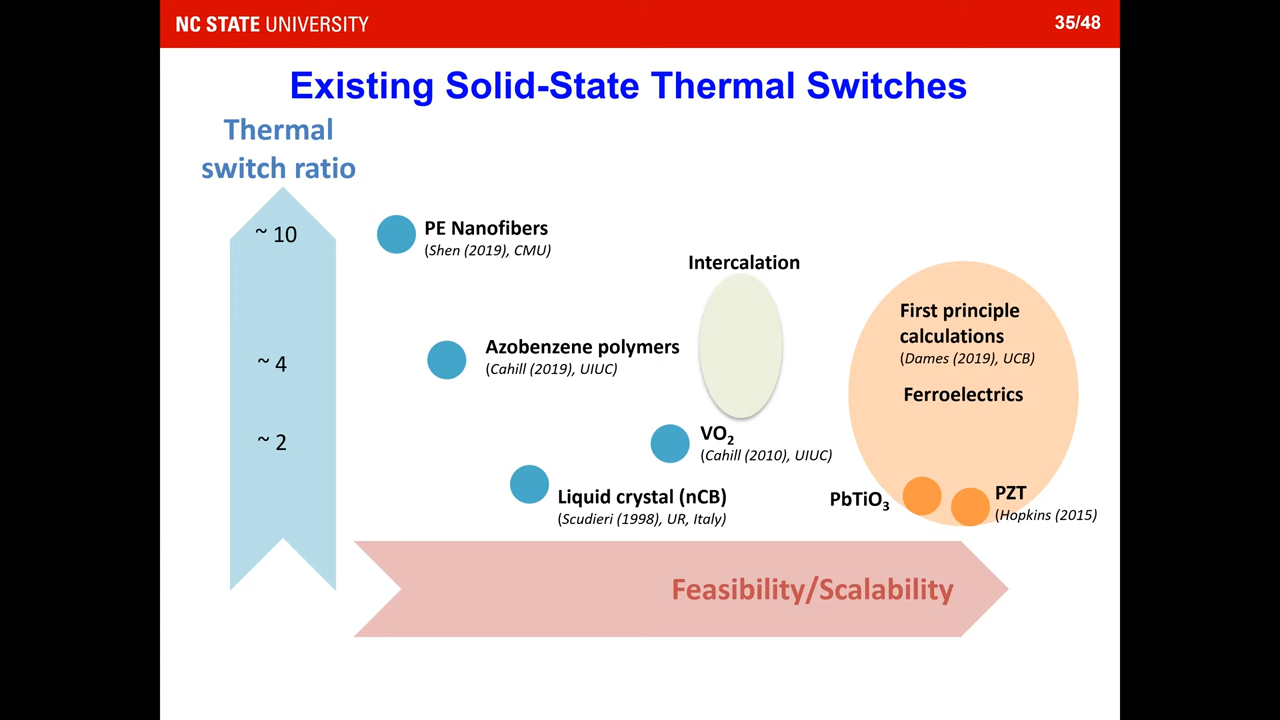 NC STATE UNIVERSITY
35/48
Existing Solid-State Thermal Switches
Thermal
switch ratio
~ 10
~ 4
~ 2
PE Nanofibers
(Shen (2019), CMU)
Azobenzene polymers
(Cahill (2019), UIUC)
Intercalation
VO₂
(Cahill (2010), UIUC)
Liquid crystal (nCB)
(Scudieri (1998), UR, Italy)
First principle
calculations
(Dames (2019), UCB)
Ferroelectrics
PbTiO₃
PZT
(Hopkins (2015)
Feasibility/Scalability